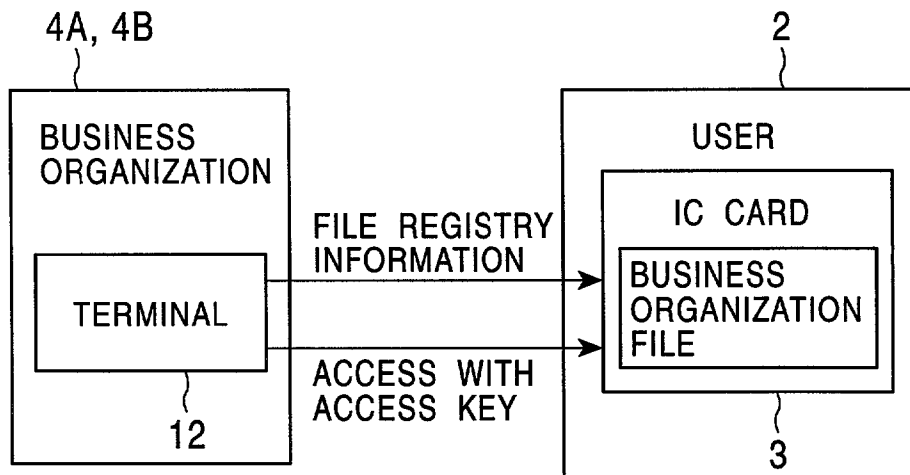 4A, 4B
2
BUSINESS
ORGANIZATION
USER
IC CARD
FILE REGISTRY
INFORMATION
TERMINAL
BUSINESS
ORGANIZATION
FILE
ACCESS WITH
ACCESS KEY
12
3